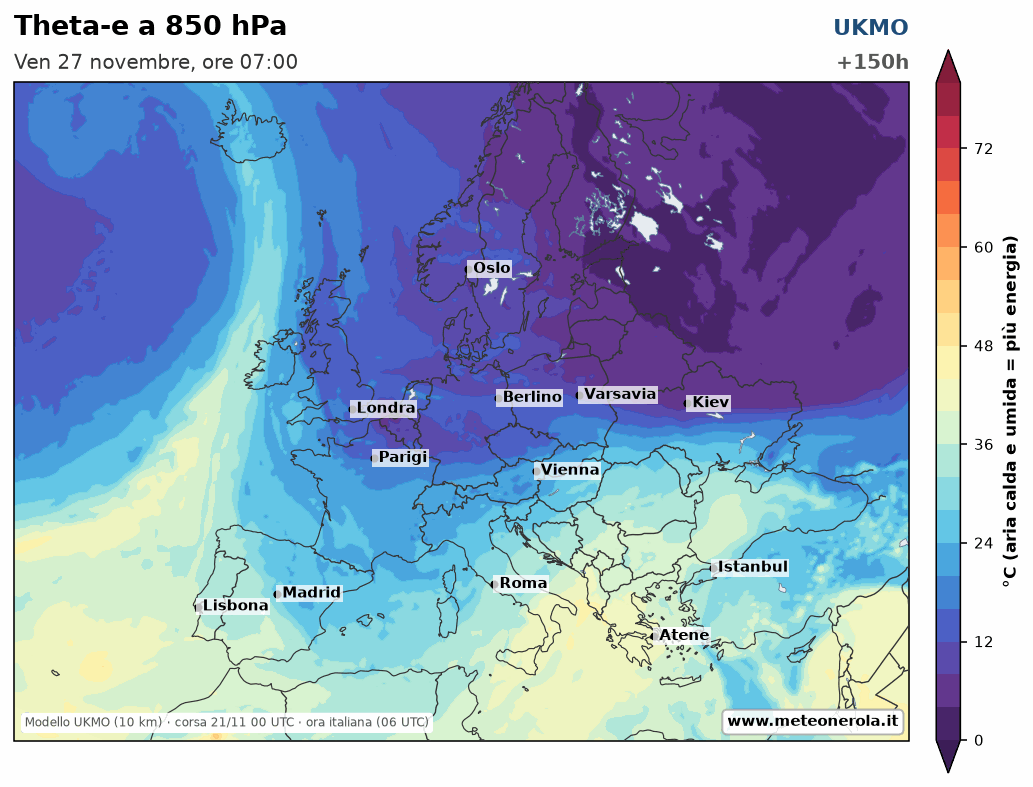 Theta-e a 850 hPa
UKMO
Ven 27 novembre, ore 07:00
+150h
72
60
48
36
24
12
0
°C (aria calda e umida = più energia)
Oslo
Berlino
Varsavia
Kiev
Londra
Parigi
Vienna
Istanbul
Roma
Madrid
Lisbona
Atene
Modello UKMO (10 km) · corsa 21/11 00 UTC · ora italiana (06 UTC)
www.meteonerola.it